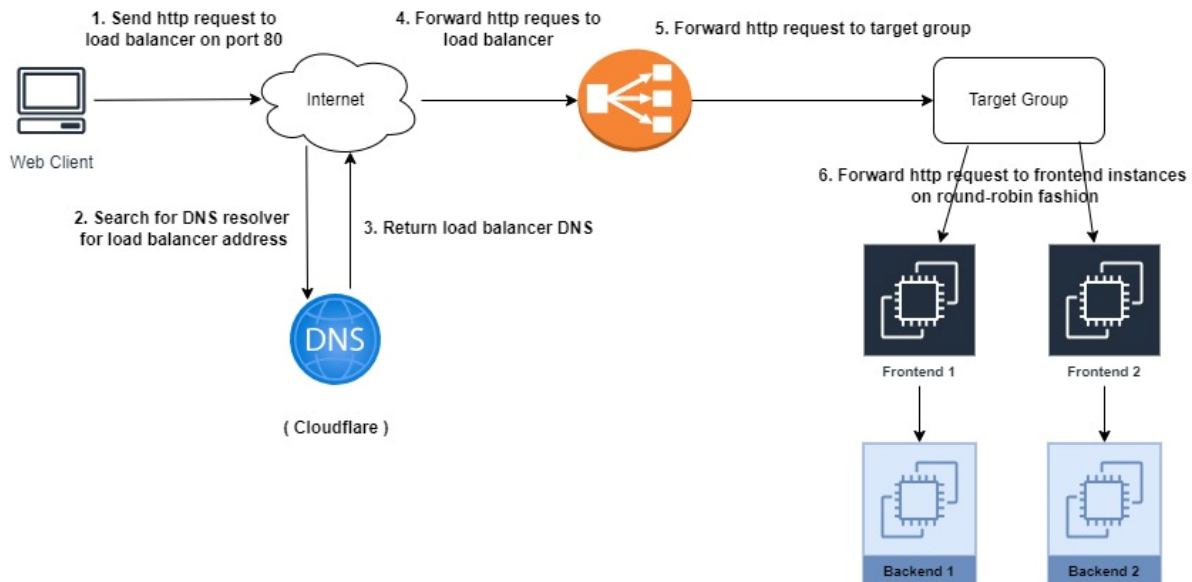 1. Send http request to
load balancer on port 80
4. Forward http reques to
load balancer
5. Forward http request to target group
Internet
Target Group
Web Client
6. Forward http request to frontend instances
on round-robin fashion
2. Search for DNS resolver
for load balancer address
3. Return load balancer DNS
DNS
( Cloudflare )
Frontend 1
Frontend 2
Backend 1
Backend 2